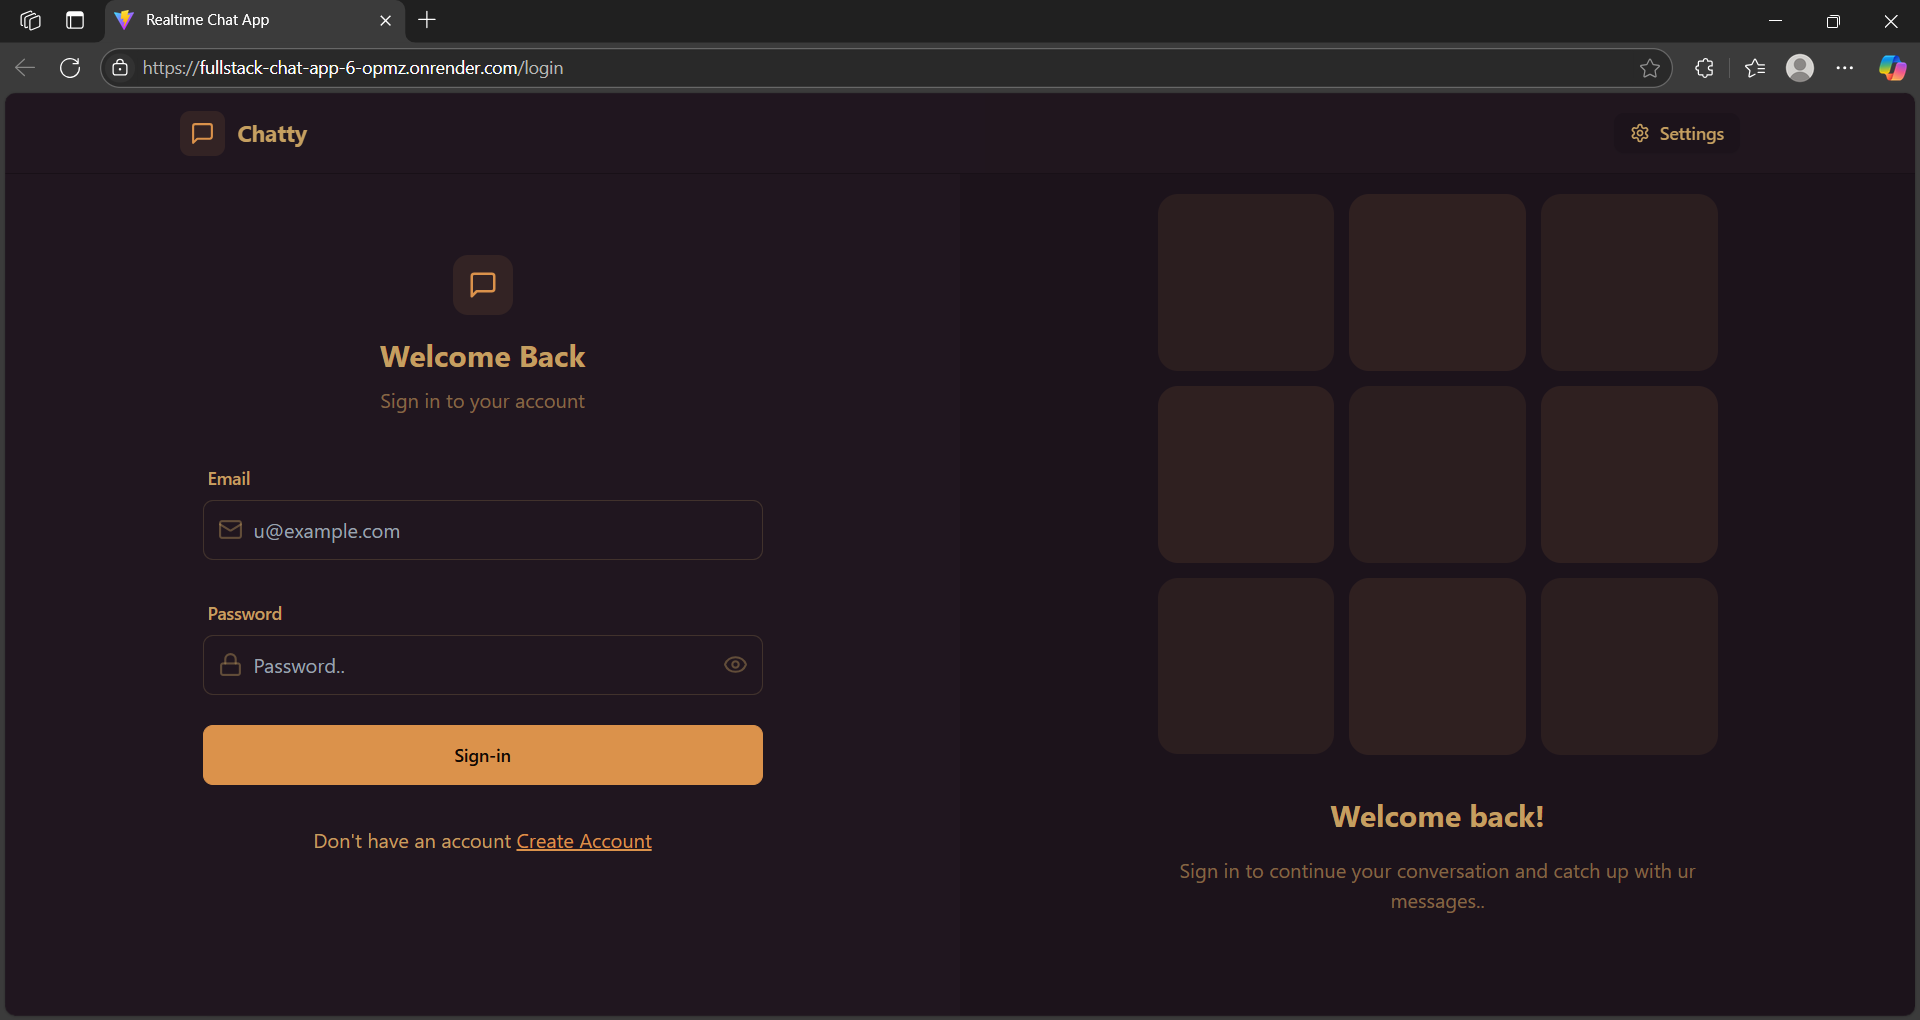 Realtime Chat App
https://fullstack-chat-app-6-opmz.onrender.com/login
Chatty
Settings
Welcome Back
Sign in to your account
Email
u@example.com
Password
Password..
Sign-in
Don't have an account Create Account
Welcome back!
Sign in to continue your conversation and catch up with ur
messages..